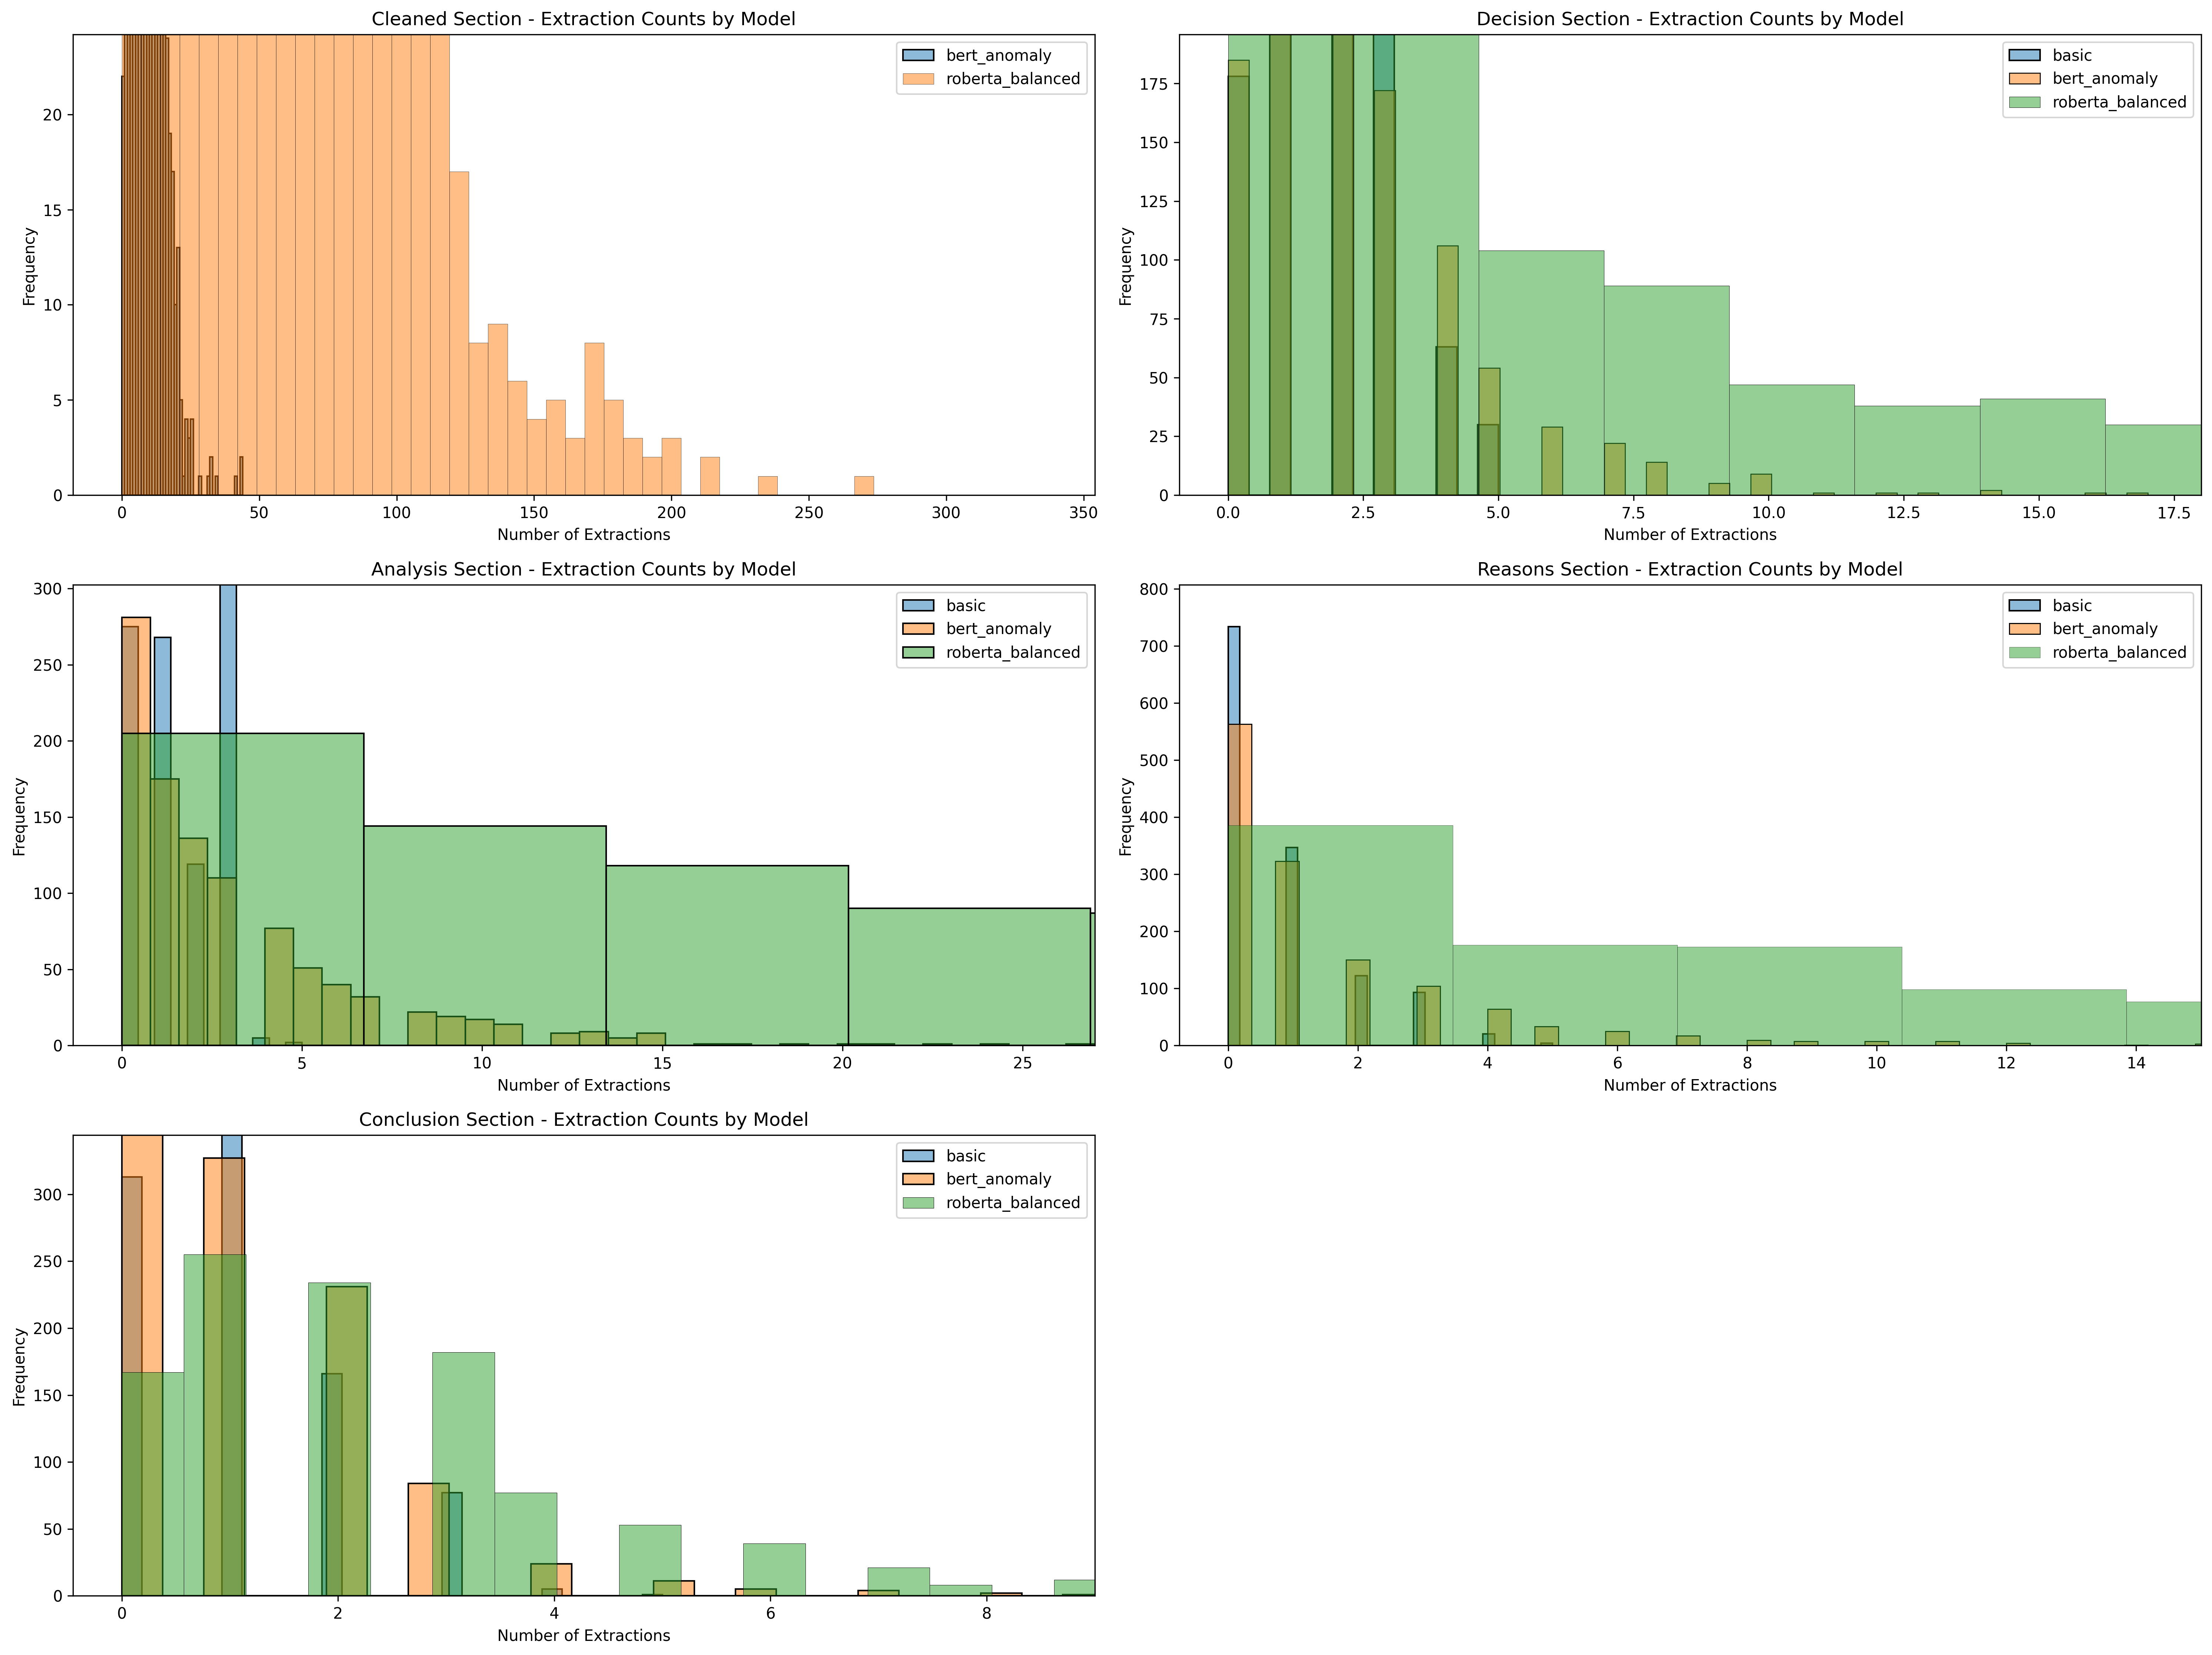 Cleaned Section - Extraction Counts by Model
Frequency
20
15
10
5
0
0 50 100 150 200 250 300 350
Number of Extractions
bert_anomaly
roberta_balanced
Decision Section - Extraction Counts by Model
Frequency
175
150
125
100
75
50
25
0
0.0 2.5 5.0 7.5 10.0 12.5 15.0 17.5
Number of Extractions
basic
bert_anomaly
roberta_balanced
Analysis Section - Extraction Counts by Model
Frequency
300
250
200
150
100
50
0
0 5 10 15 20 25
Number of Extractions
basic
bert_anomaly
roberta_balanced
Reasons Section - Extraction Counts by Model
Frequency
800
700
600
500
400
300
200
100
0
0 2 4 6 8 10 12 14
Number of Extractions
basic
bert_anomaly
roberta_balanced
Conclusion Section - Extraction Counts by Model
Frequency
300
250
200
150
100
50
0
0 2 4 6 8
Number of Extractions
basic
bert_anomaly
roberta_balanced